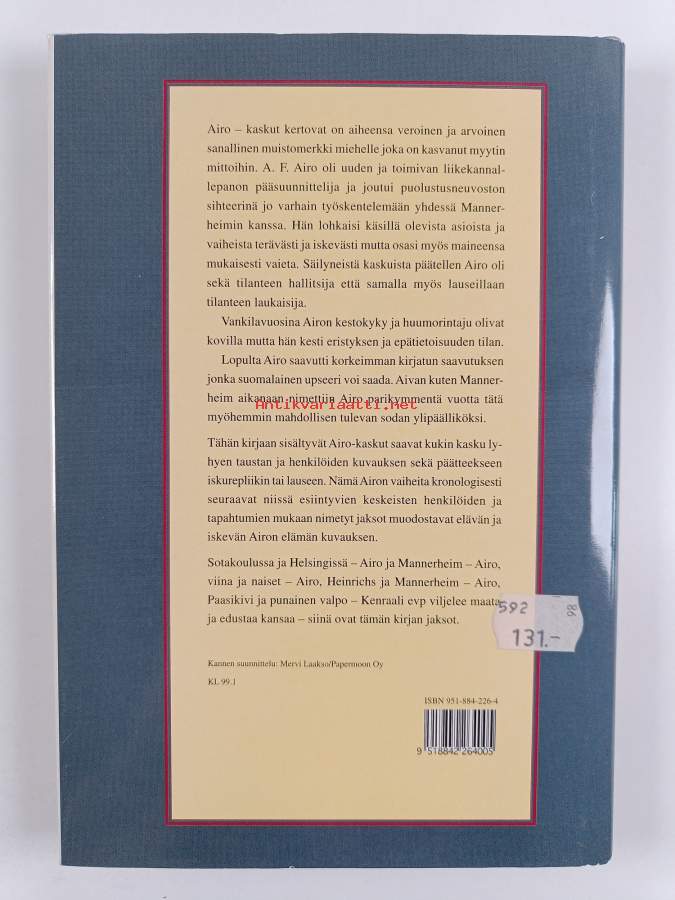 Airo – kaskut kertovat on aiheensa veroinen ja arvoinen
sanallinen muistomerkki miehelle joka on kasvanut myytin
mittoihin. A. F. Airo oli uuden ja toimivan liikekannal-
lepanon pääsuunnittelija ja joutui puolustusneuvoston
sihteerinä jo varhain työskentelemään yhdessä Manner-
heimin kanssa. Hän lohkaisi käsillä olevista asioista ja
vaiheista terävästi ja iskevästi mutta osasi myös maineensa
mukaisesti vaieta. Säilyneistä kaskuista päätellen Airo oli
sekä tilanteen hallitsija että samalla myös lauseillaan
tilanteen laukaisija.
Vankilavuosina Airon kestokyky ja huumorintaju olivat
kovilla mutta hän kesti eristyksen ja epätietoisuuden tilan.
Lopulta Airo saavutti korkeimman kirjatun saavutuksen
jonka suomalainen upseeri voi saada. Aivan kuten Manner-
heim aikanaan nimettiin Airo parikymmentä vuotta tätä
Antikvariaatti.net
myöhemmin mahdollisen tulevan sodan ylipäälliköksi.
Tähän kirjaan sisältyvät Airo-kaskut saavat kukin kasku ly-
hyen taustan ja henkilöiden kuvauksen sekä päätteekseen
iskurepliikin tai lauseen. Nämä Airon vaiheita kronologisesti
seuraavat niissä esiintyvien keskeisten henkilöiden ja
tapahtumien mukaan nimetyt jaksot muodostavat elävän ja
iskevän Airon elämän kuvauksen.
Sotakoulussa ja Helsingissä – Airo ja Mannerheim – Airo,
viina ja naiset – Airo, Heinrichs ja Mannerheim – Airo,
Paasikivi ja punainen valpo – Kenraali evp viljelee maata
ja edustaa kansaa – siinä ovat tämän kirjan jaksot.
592
98
131.-
Kannen suunnittelu: Mervi Laakso/Papermoon Oy
KL 99.1
ISBN 951-884-226-4
9 518842 264005